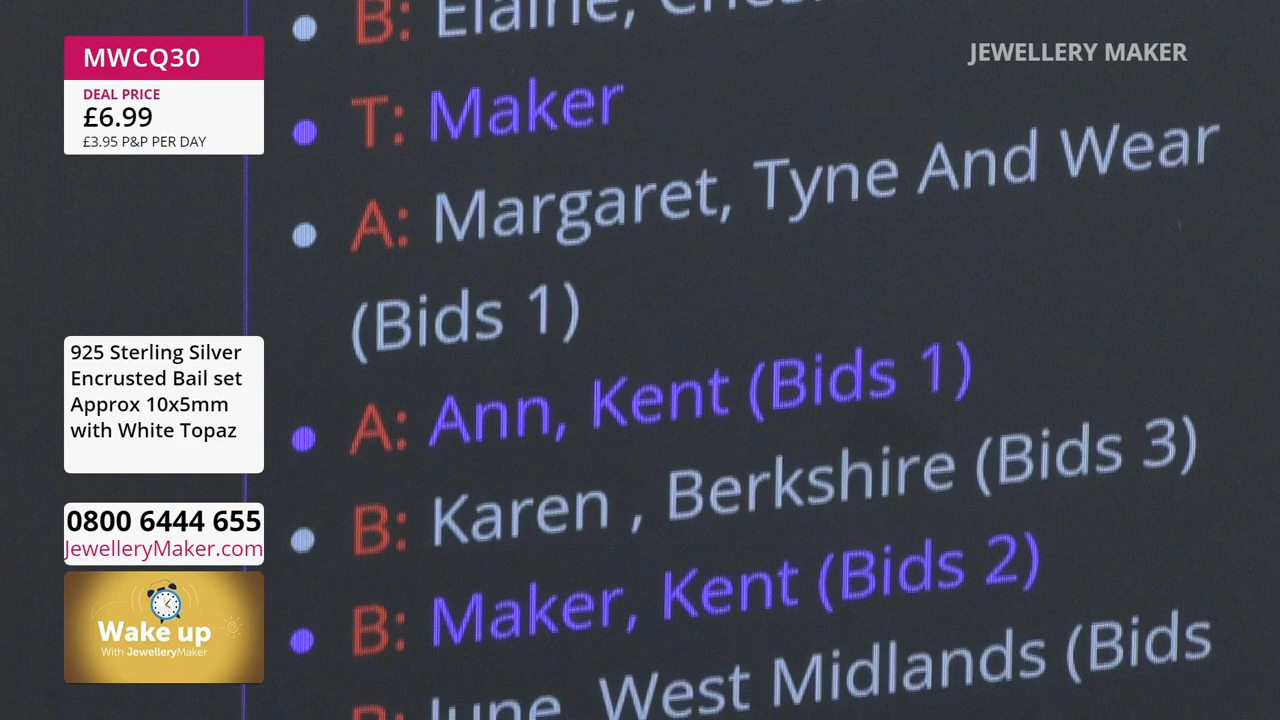 MWCQ30
DEAL PRICE
£6.99
£3.95 P&P PER DAY
925 Sterling Silver
Encrusted Bail set
Approx 10x5mm
with White Topaz
0800 6444 655
JewelleryMaker.com
Wake up
With JewelleryMaker
JEWELLERY MAKER
B: Elaine,
T: Maker
A: Margaret, Tyne And Wear
(Bids 1)
A: Ann, Kent (Bids 1)
B: Karen , Berkshire (Bids 3)
B: Maker, Kent (Bids 2)
B: June, West Midlands (Bids